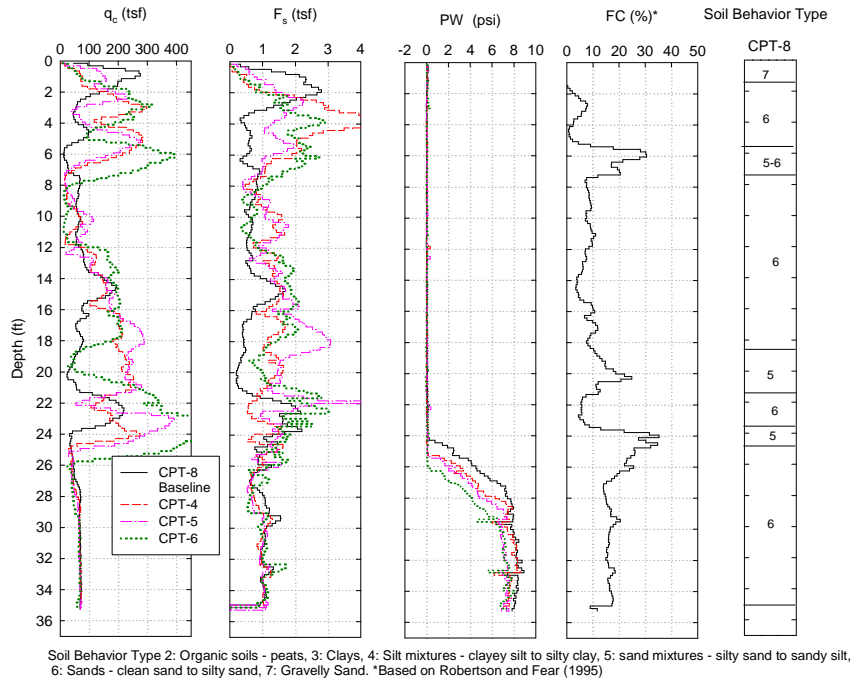 q_c (tsf)
F_s (tsf)
PW (psi)
FC (%)*
Soil Behavior Type
CPT-8
0 100 200 300 400
0 1 2 3 4
-2 0 2 4 6 8 10
0 10 20 30 40 50
Depth (ft)
0
2
4
6
8
10
12
14
16
18
20
22
24
26
28
30
32
34
36
7
6
5-6
6
5
6
5
6
CPT-8
Baseline
CPT-4
CPT-5
CPT-6
Soil Behavior Type 2: Organic soils - peats, 3: Clays, 4: Silt mixtures - clayey silt to silty clay, 5: sand mixtures - silty sand to sandy silt,
6: Sands - clean sand to silty sand, 7: Gravelly Sand. *Based on Robertson and Fear (1995)